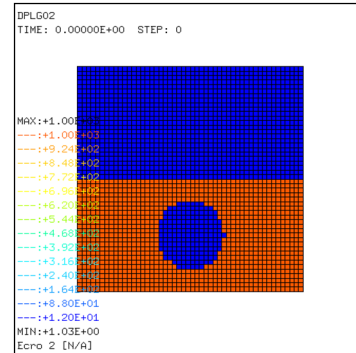 DPLG02
TIME: 0.00000E+00 STEP: 0
MAX:+1.00E+03
---:+1.00E+03
---:+9.24E+02
---:+8.48E+02
---:+7.72E+02
---:+6.96E+02
---:+6.20E+02
---:+5.44E+02
---:+4.68E+02
---:+3.92E+02
---:+3.16E+02
---:+2.40E+02
---:+1.64E+02
---:+8.80E+01
---:+1.20E+01
MIN:+1.03E+00
Ecro 2 [N/A]